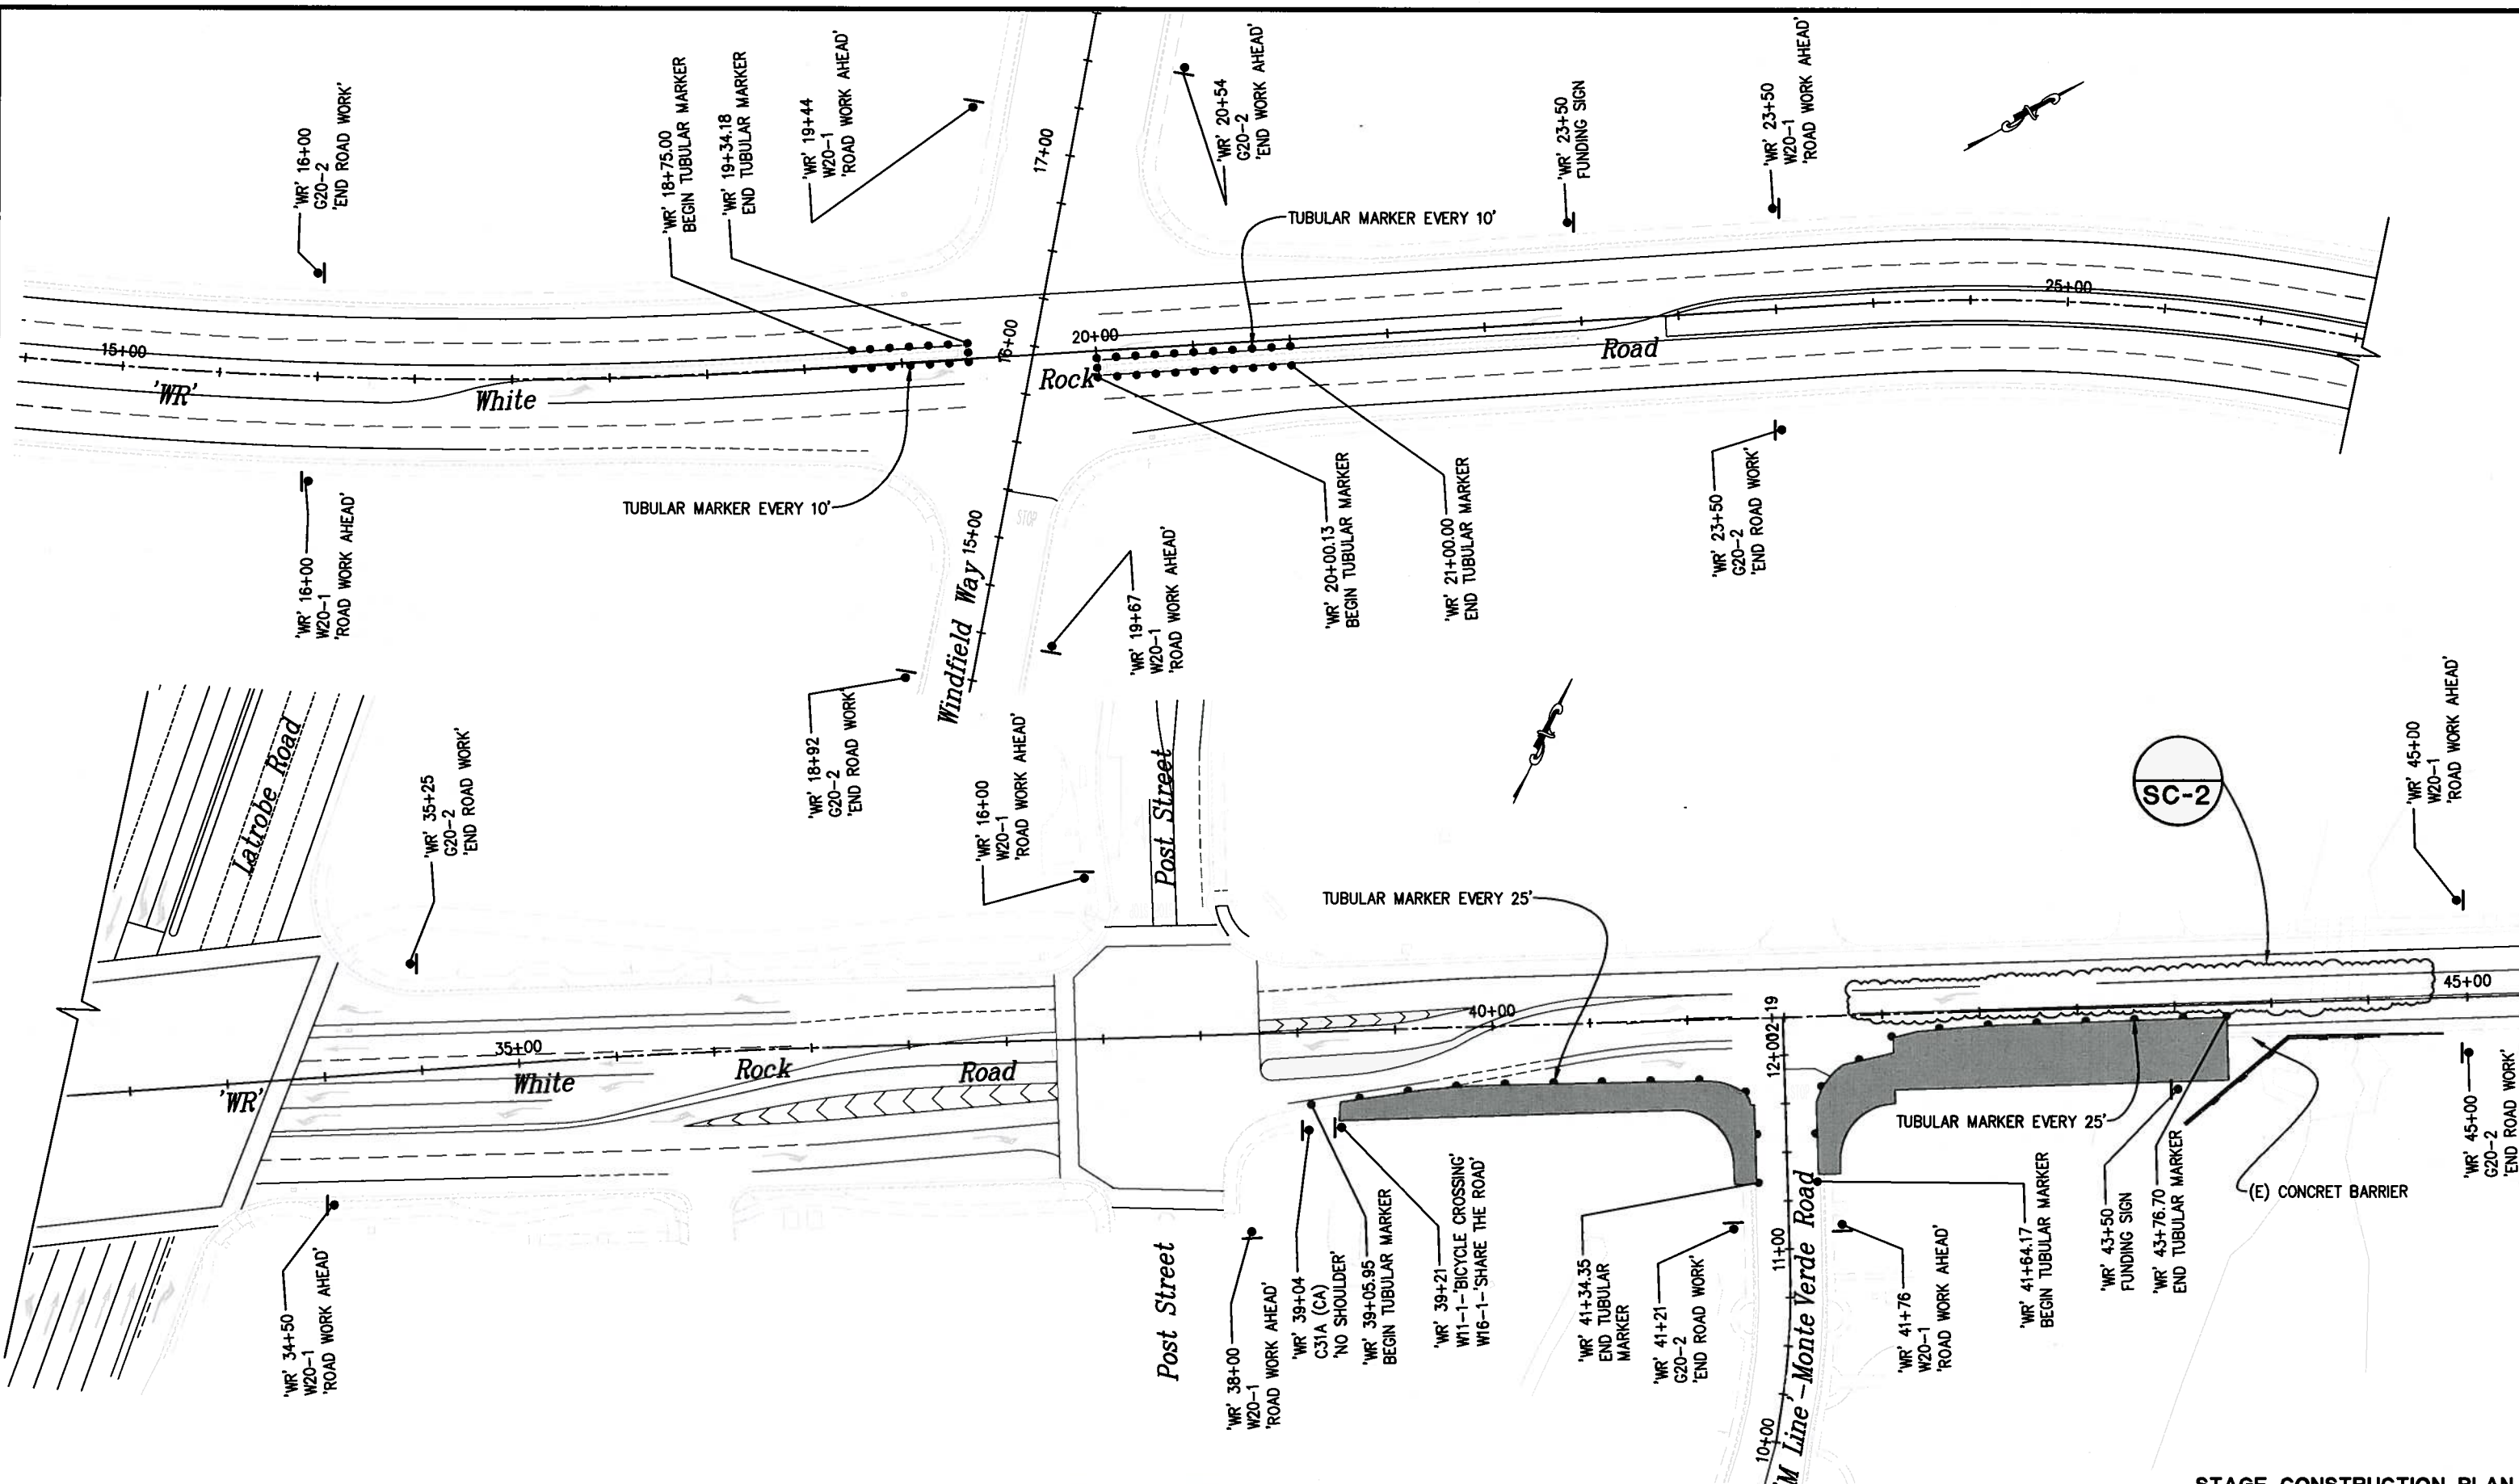 'WR' 16+00
G20-2
'END ROAD WORK'
'WR' 18+75.00
BEGIN TUBULAR MARKER
'WR' 19+34.18
END TUBULAR MARKER
'WR' 19+44
W20-1
'ROAD WORK AHEAD'
17+00
'WR' 20+54
G20-2
'END WORK AHEAD'
'WR' 23+50
FUNDING SIGN
'WR' 23+50
W20-1
'ROAD WORK AHEAD'
TUBULAR MARKER EVERY 10'
15+00
'WR'
White
16+00
20+00
Rock
Road
25+00
'WR' 16+00
W20-1
'ROAD WORK AHEAD'
TUBULAR MARKER EVERY 10'
STOP
Windfield Way
15+00
'WR' 20+00.13
BEGIN TUBULAR MARKER
'WR' 21+00.00
END TUBULAR MARKER
'WR' 23+50
G20-2
'END ROAD WORK'
'WR' 19+67
W20-1
'ROAD WORK AHEAD'
'WR' 18+92
G20-2
'END ROAD WORK'
Latrobe Road
'WR' 35+25
G20-2
'END ROAD WORK'
'WR' 16+00
W20-1
'ROAD WORK AHEAD'
Post Street
SC-2
'WR' 45+00
W20-1
'ROAD WORK AHEAD'
TUBULAR MARKER EVERY 25'
'WR'
35+00
White
Rock
Road
40+00
12+00
02-19
45+00
TUBULAR MARKER EVERY 25'
(E) CONCRET BARRIER
'WR' 34+50
W20-1
'ROAD WORK AHEAD'
Post Street
'WR' 38+00
W20-1
'ROAD WORK AHEAD'
'WR' 39+04
C31A (CA)
'NO SHOULDER'
'WR' 39+05.95
BEGIN TUBULAR MARKER
'WR' 39+21
W11-1-'BICYCLE CROSSING'
W16-1-'SHARE THE ROAD'
'WR' 41+34.35
END TUBULAR
MARKER
'WR' 41+21
G20-2
'END ROAD WORK'
11+00
10+00
'M Line'-Monte Verde Road
'WR' 41+76
W20-1
'ROAD WORK AHEAD'
'WR' 41+64.17
BEGIN TUBULAR MARKER
'WR' 43+50
FUNDING SIGN
'WR' 43+76.70
END TUBULAR MARKER
'WR' 45+00
G20-2
'END ROAD WORK'
STAGE CONSTRUCTION PLAN